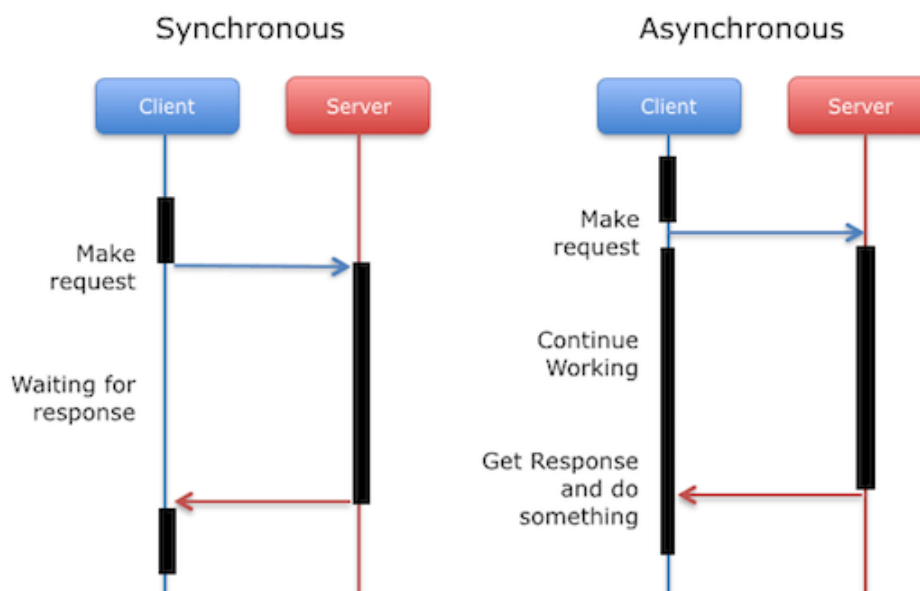 Synchronous
Client
Server
Make
request
Waiting for
response
Asynchronous
Client
Server
Make
request
Continue
Working
Get Response
and do
something